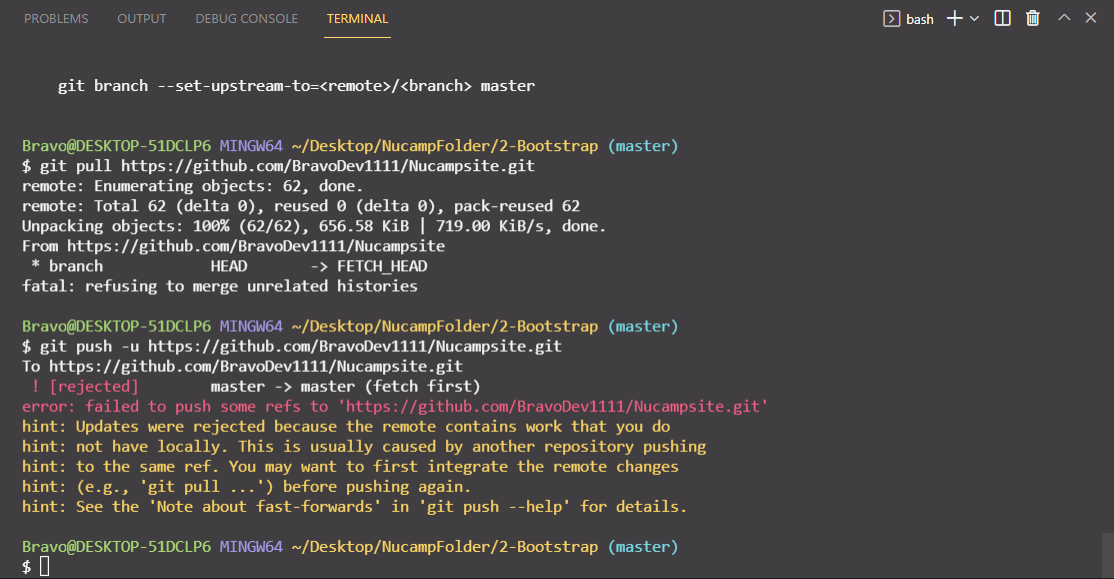 PROBLEMS OUTPUT DEBUG CONSOLE TERMINAL bash
git branch --set-upstream-to=<remote>/<branch> master
Bravo@DESKTOP-51DCLP6 MINGW64 ~/Desktop/NucampFolder/2-Bootstrap (master)
$ git pull https://github.com/BravoDev1111/Nucampsite.git
remote: Enumerating objects: 62, done.
remote: Total 62 (delta 0), reused 0 (delta 0), pack-reused 62
Unpacking objects: 100% (62/62), 656.58 KiB | 719.00 KiB/s, done.
From https://github.com/BravoDev1111/Nucampsite
 * branch            HEAD       -> FETCH_HEAD
fatal: refusing to merge unrelated histories
Bravo@DESKTOP-51DCLP6 MINGW64 ~/Desktop/NucampFolder/2-Bootstrap (master)
$ git push -u https://github.com/BravoDev1111/Nucampsite.git
To https://github.com/BravoDev1111/Nucampsite.git
 ! [rejected]        master -> master (fetch first)
error: failed to push some refs to 'https://github.com/BravoDev1111/Nucampsite.git'
hint: Updates were rejected because the remote contains work that you do
hint: not have locally. This is usually caused by another repository pushing
hint: to the same ref. You may want to first integrate the remote changes
hint: (e.g., 'git pull ...') before pushing again.
hint: See the 'Note about fast-forwards' in 'git push --help' for details.
Bravo@DESKTOP-51DCLP6 MINGW64 ~/Desktop/NucampFolder/2-Bootstrap (master)
$